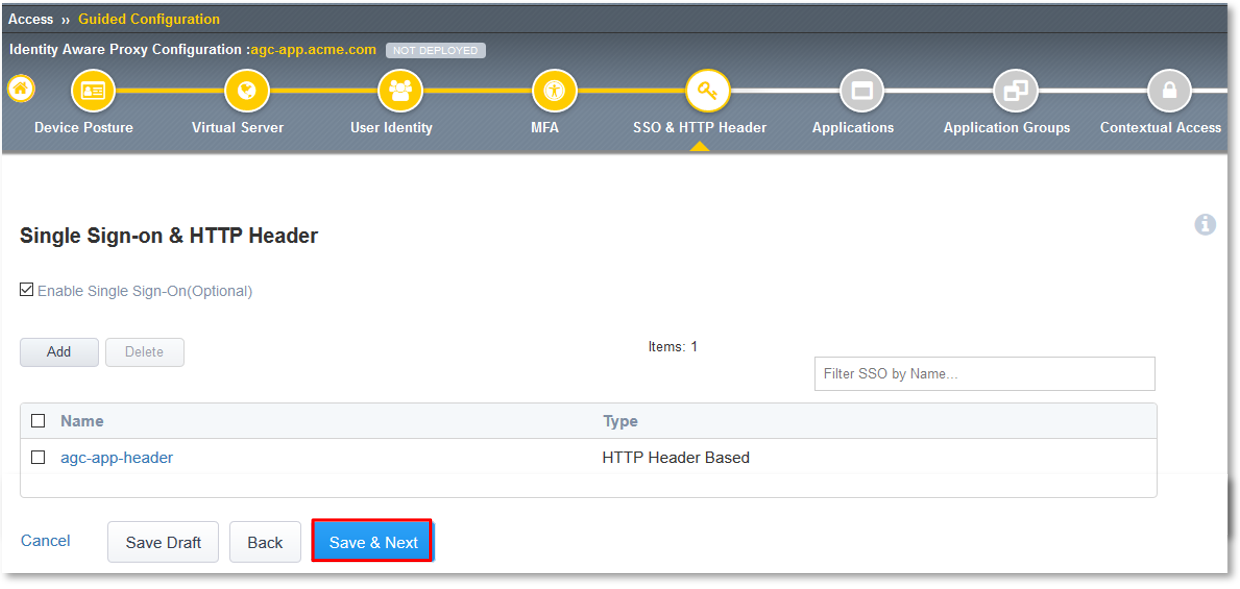 Access » Guided Configuration
Identity Aware Proxy Configuration :agc-app.acme.com NOT DEPLOYED
Device Posture Virtual Server User Identity MFA SSO & HTTP Header Applications Application Groups Contextual Access
Single Sign-on & HTTP Header
Enable Single Sign-On(Optional)
Add Delete Items: 1
Filter SSO by Name...
Name Type
agc-app-header HTTP Header Based
Cancel Save Draft Back Save & Next